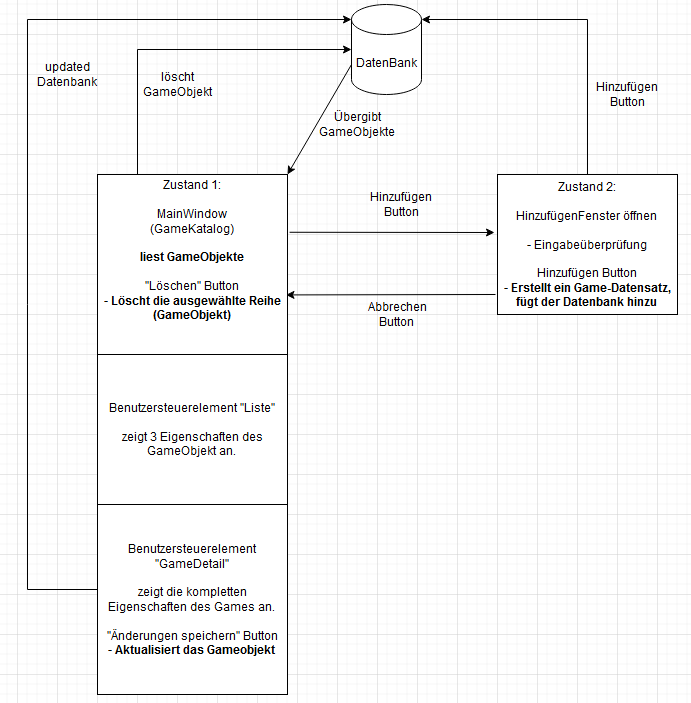 updated
Datenbank
löscht
GameObjekt
DatenBank
Übergibt
GameObjekte
Hinzufügen
Button
Zustand 1:
MainWindow
(GameKatalog)
liest GameObjekte
"Löschen" Button
- Löscht die ausgewählte Reihe
(GameObjekt)
Hinzufügen
Button
Abbrechen
Button
Zustand 2:
HinzufügenFenster öffnen
- Eingabeüberprüfung
Hinzufügen Button
- Erstellt ein Game-Datensatz,
fügt der Datenbank hinzu
Benutzersteuerelement "Liste"
zeigt 3 Eigenschaften des
GameObjekt an.
Benutzersteuerelement
"GameDetail"
zeigt die kompletten
Eigenschaften des Games an.
"Änderungen speichern" Button
- Aktualisiert das Gameobjekt